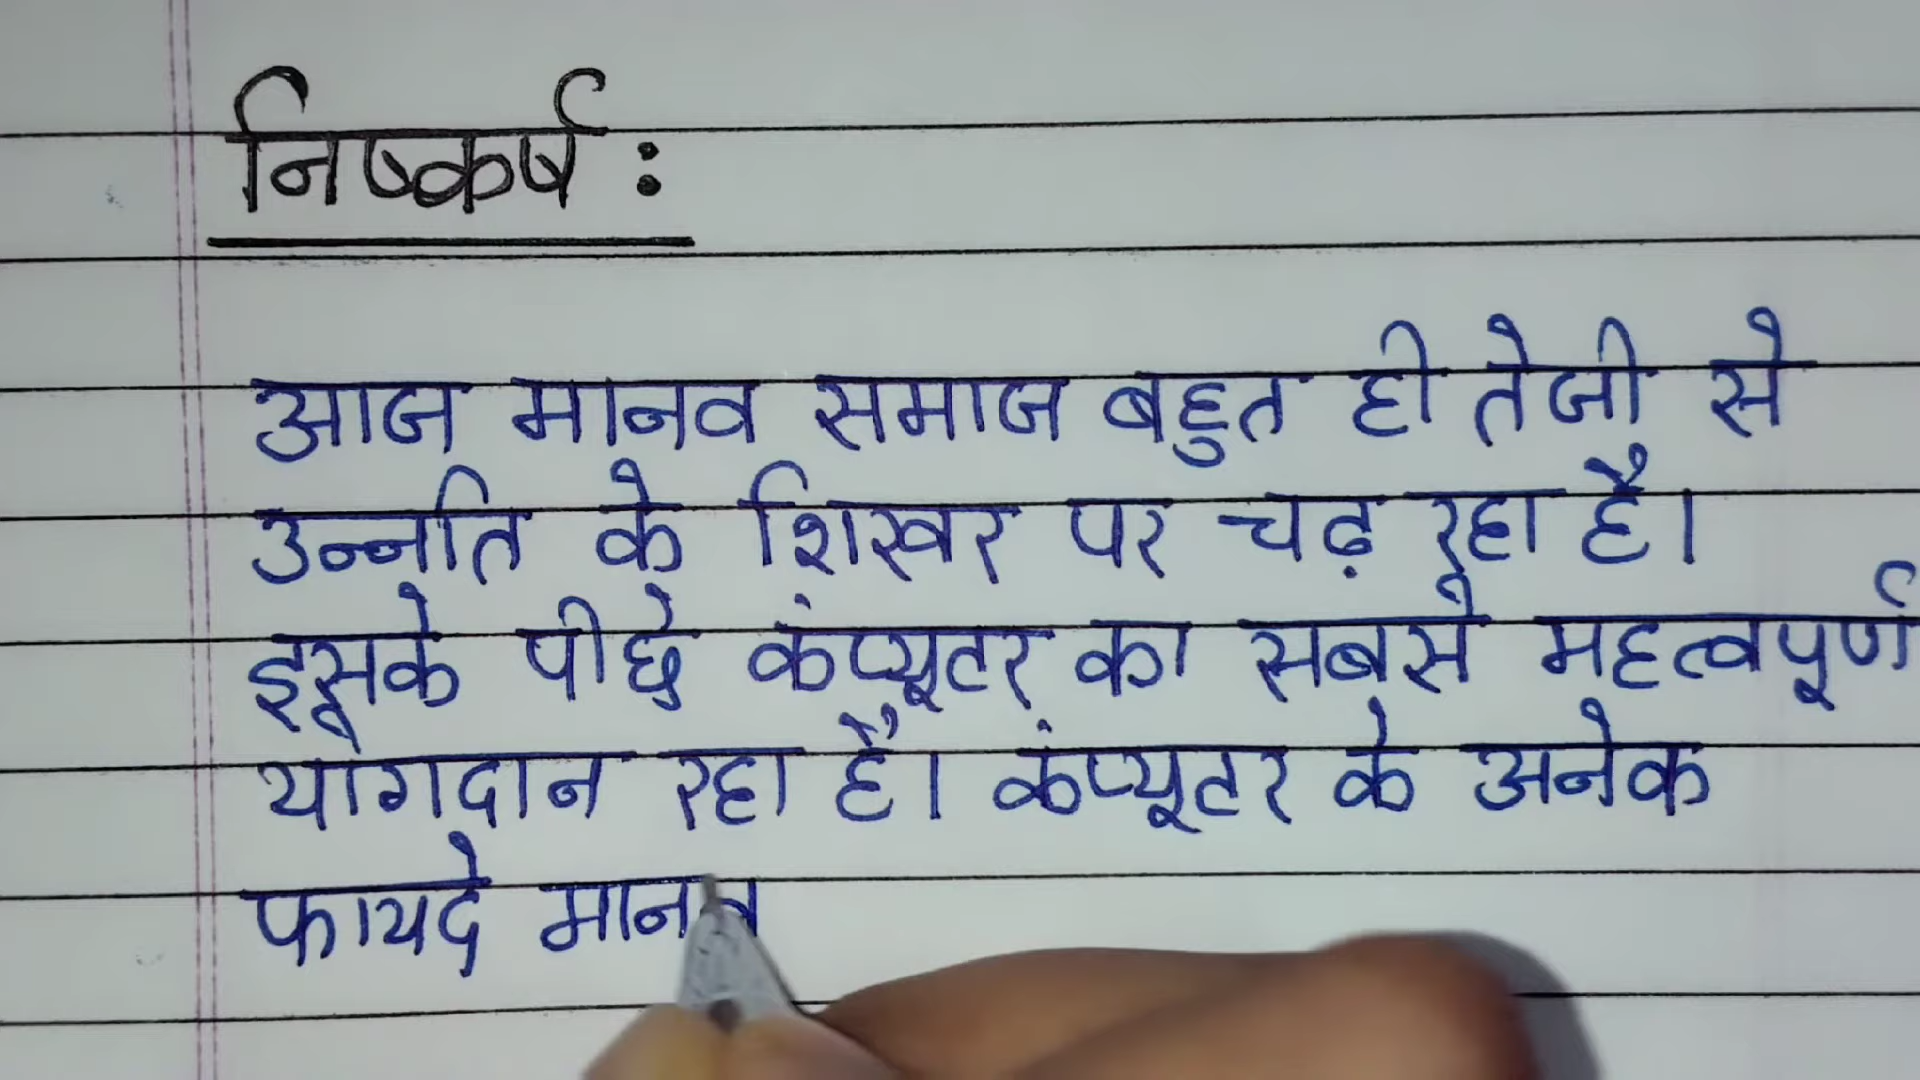 निष्कर्ष :
आज मानव समाज बहुत ही तेजी से
उन्नति के शिखर पर चढ़ रहा है।
इसके पीछे कंप्यूटर का सबसे महत्वपूर्ण
योगदान रहा है। कंप्यूटर के अनेक
फायदे मानव